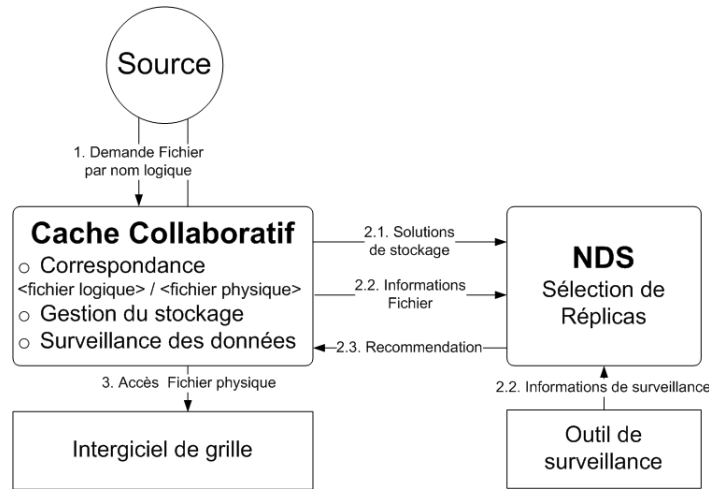 Source
1. Demande Fichier
par nom logique
Cache Collaboratif
○ Correspondance
<fichier logique> / <fichier physique>
○ Gestion du stockage
○ Surveillance des données
2.1. Solutions
de stockage
2.2. Informations
Fichier
2.3. Recommendation
NDS
Sélection de
Réplicas
3. Accès Fichier physique
2.2. Informations de surveillance
Intergiciel de grille
Outil de
surveillance